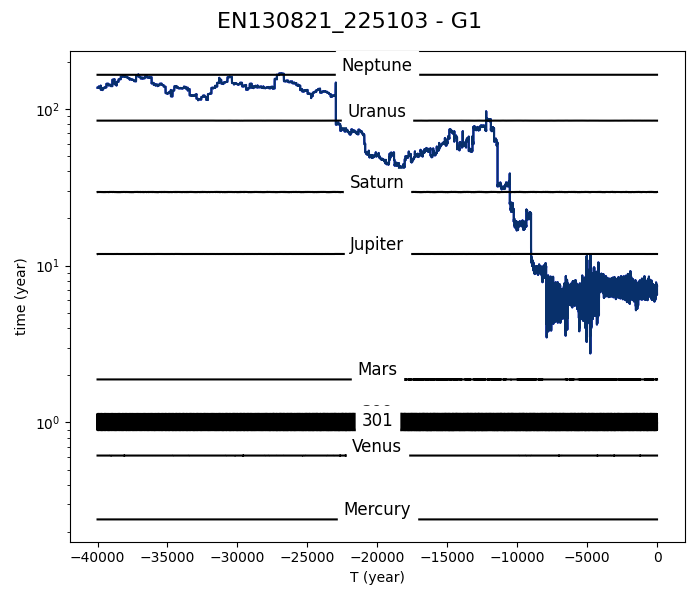 EN130821_225103 - G1
Neptune
Uranus
10²
Saturn
Jupiter
10¹
time (year)
Mars
10⁰
301
Venus
Mercury
−40000 −35000 −30000 −25000 −20000 −15000 −10000 −5000 0
T (year)